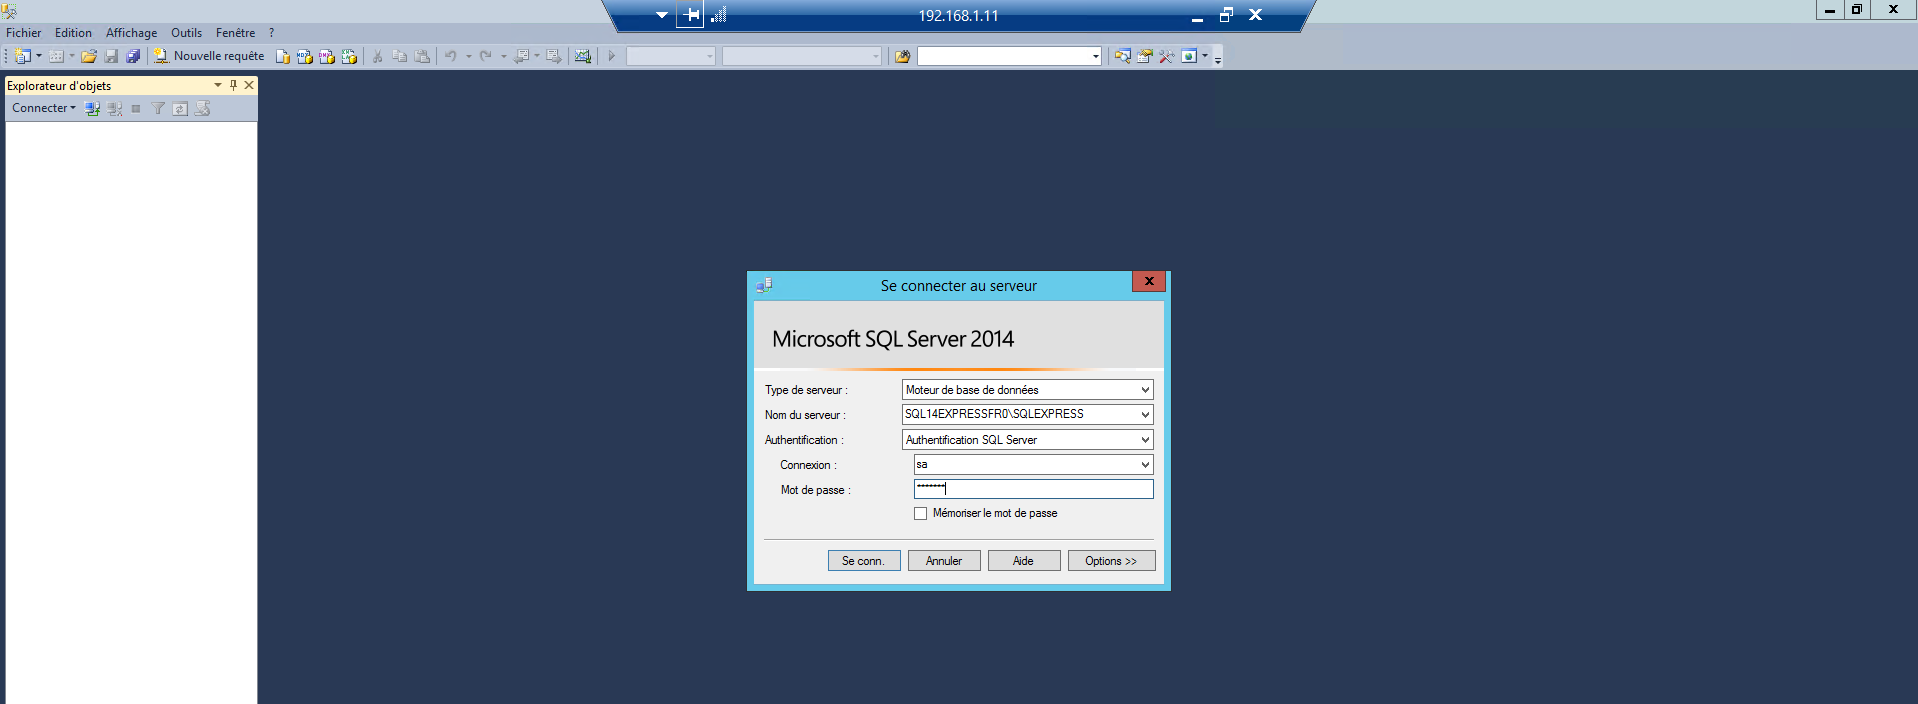 192.168.1.11
Fichier Edition Affichage Outils Fenêtre ?
Nouvelle requête
Explorateur d'objets
Connecter
Se connecter au serveur
Microsoft SQL Server 2014
Type de serveur : Moteur de base de données
Nom du serveur : SQL14EXPRESSFR0\SQLEXPRESS
Authentification : Authentification SQL Server
Connexion : sa
Mot de passe : *******
Mémoriser le mot de passe
Se conn. Annuler Aide Options >>